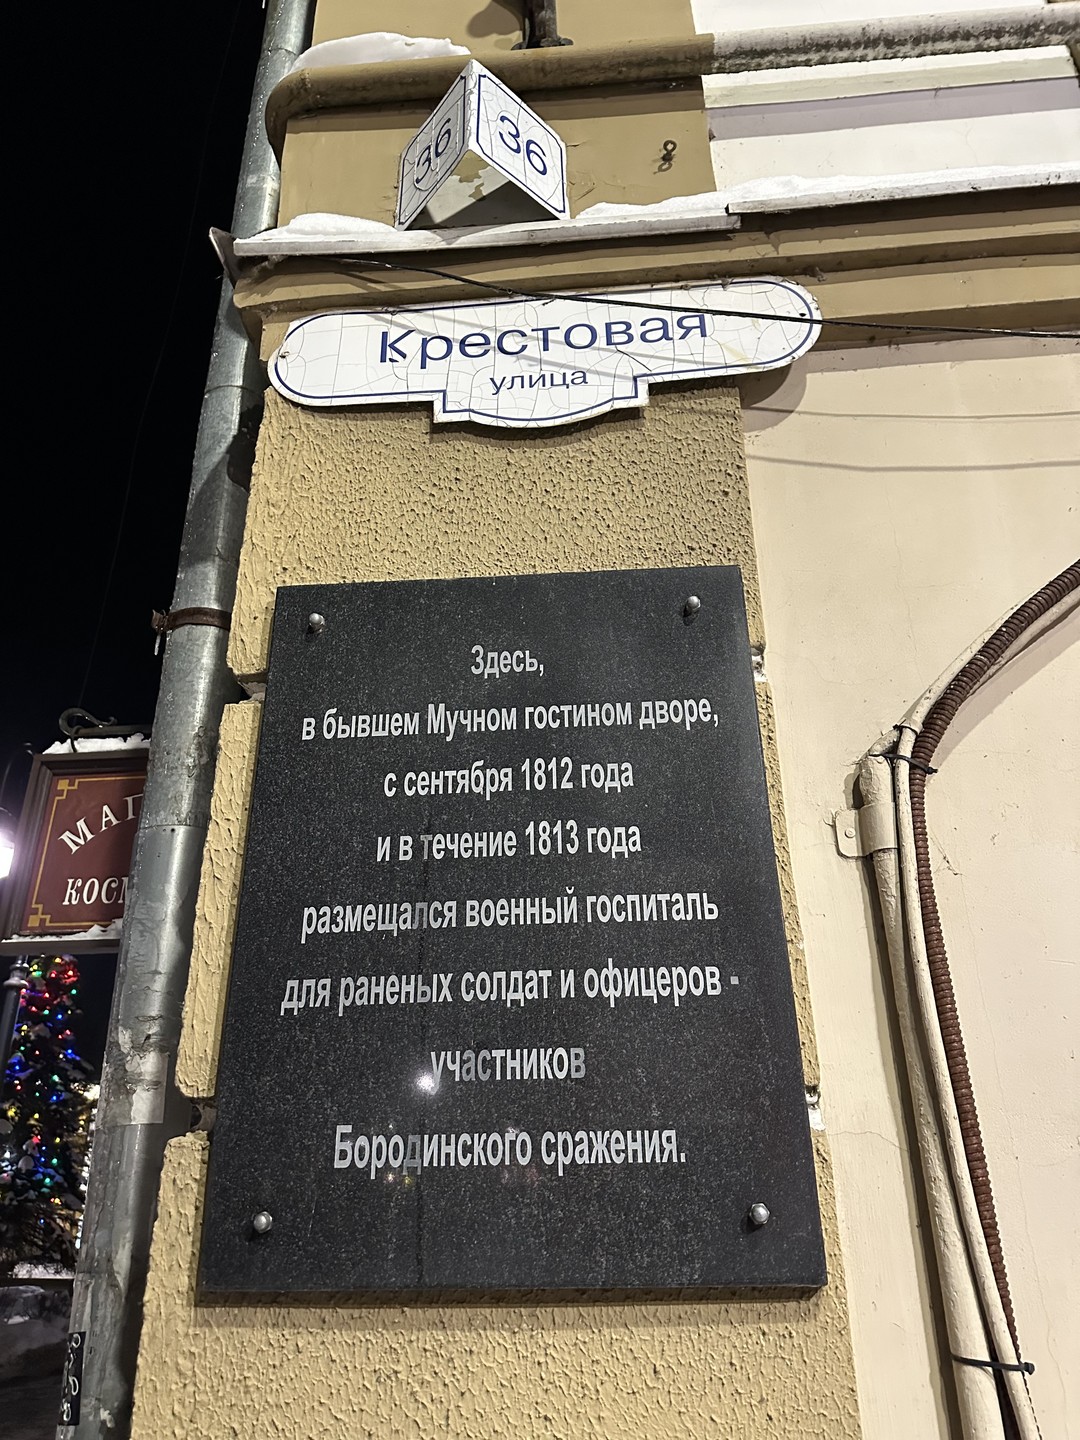 36 36
Крестовая
улица
Здесь,
в бывшем Мучном гостином дворе,
с сентября 1812 года
и в течение 1813 года
размещался военный госпиталь
для раненых солдат и офицеров -
участников
Бородинского сражения.